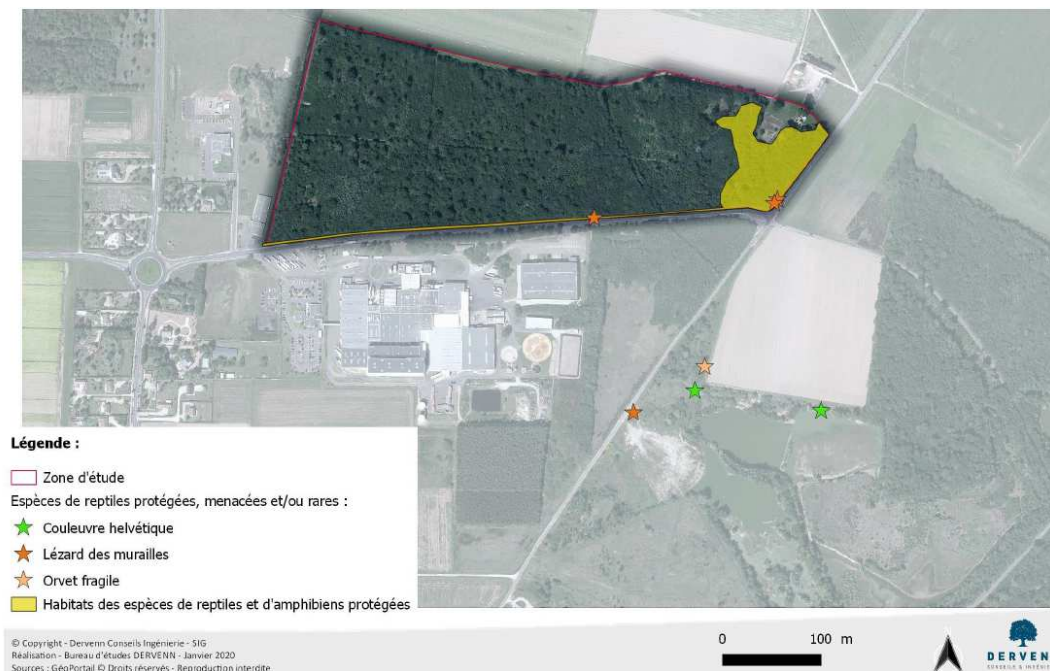 Légende :
Zone d'étude
Espèces de reptiles protégées, menacées et/ou rares :
Couleuvre helvétique
Lézard des murailles
Orvet fragile
Habitats des espèces de reptiles et d'amphibiens protégées
© Copyright - Dervenn Conseils Ingénierie - SIG
Réalisation - Bureau d'études DERVENN - Janvier 2020
Sources : GéoPortail © Droits réservés - Reproduction interdite
0 100 m
DERVEN